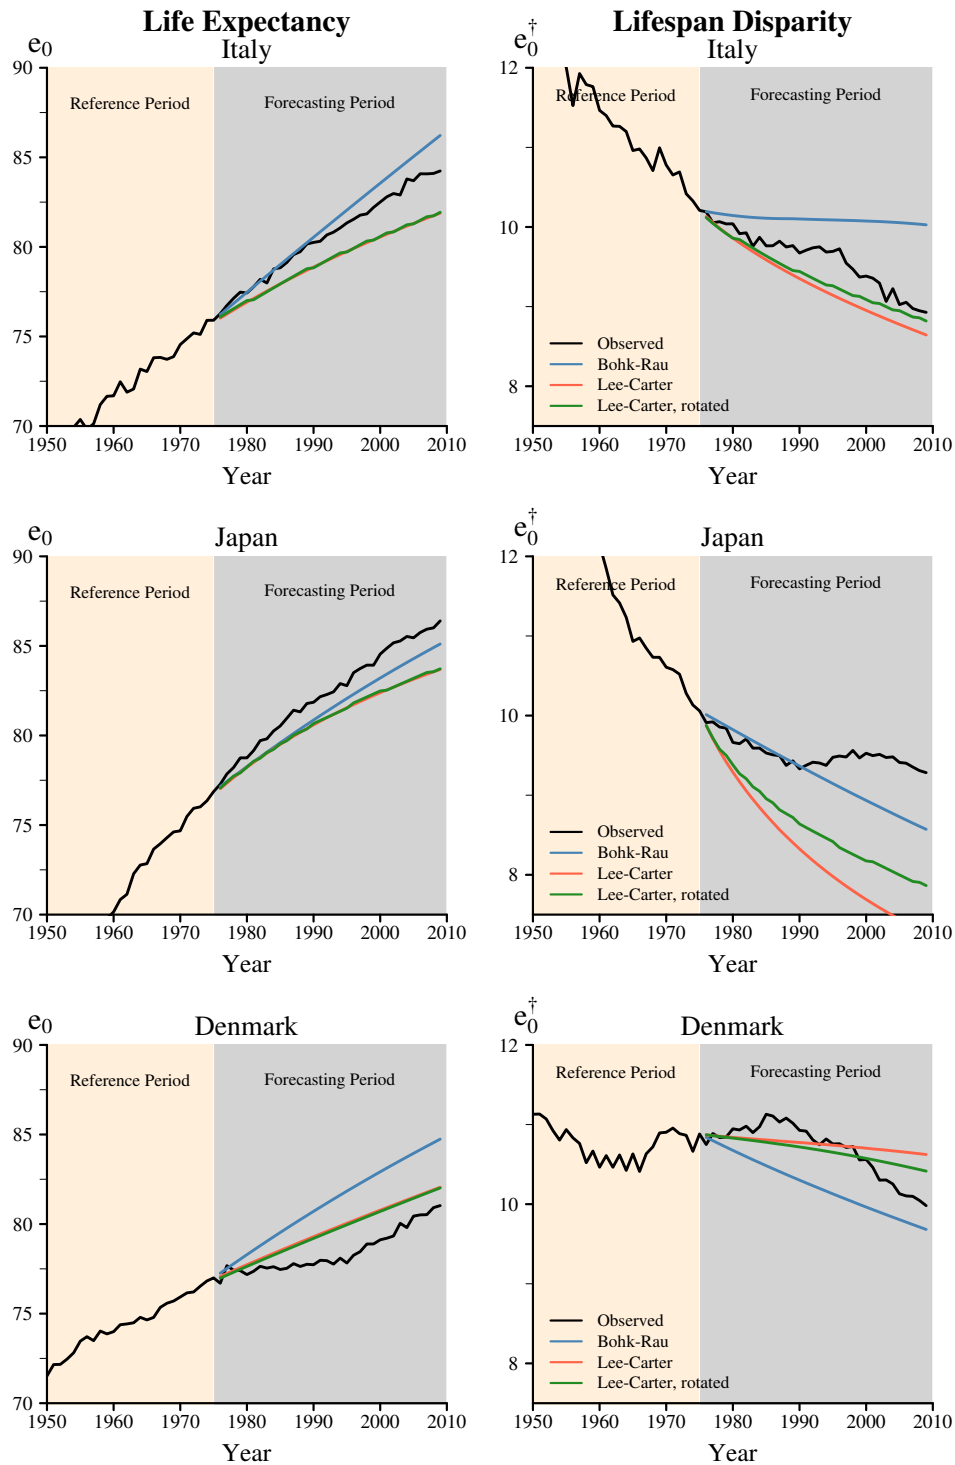 Life Expectancy
Lifespan Disparity
e0
Italy
90
85
80
75
70
Reference Period
Forecasting Period
1950 1960 1970 1980 1990 2000 2010
Year
e0†
Italy
12
10
8
Reference Period
Forecasting Period
Observed
Bohk-Rau
Lee-Carter
Lee-Carter, rotated
1950 1960 1970 1980 1990 2000 2010
Year
e0
Japan
90
85
80
75
70
Reference Period
Forecasting Period
1950 1960 1970 1980 1990 2000 2010
Year
e0†
Japan
12
10
8
Reference Period
Forecasting Period
Observed
Bohk-Rau
Lee-Carter
Lee-Carter, rotated
1950 1960 1970 1980 1990 2000 2010
Year
e0
Denmark
90
85
80
75
70
Reference Period
Forecasting Period
1950 1960 1970 1980 1990 2000 2010
Year
e0†
Denmark
12
10
8
Reference Period
Forecasting Period
Observed
Bohk-Rau
Lee-Carter
Lee-Carter, rotated
1950 1960 1970 1980 1990 2000 2010
Year